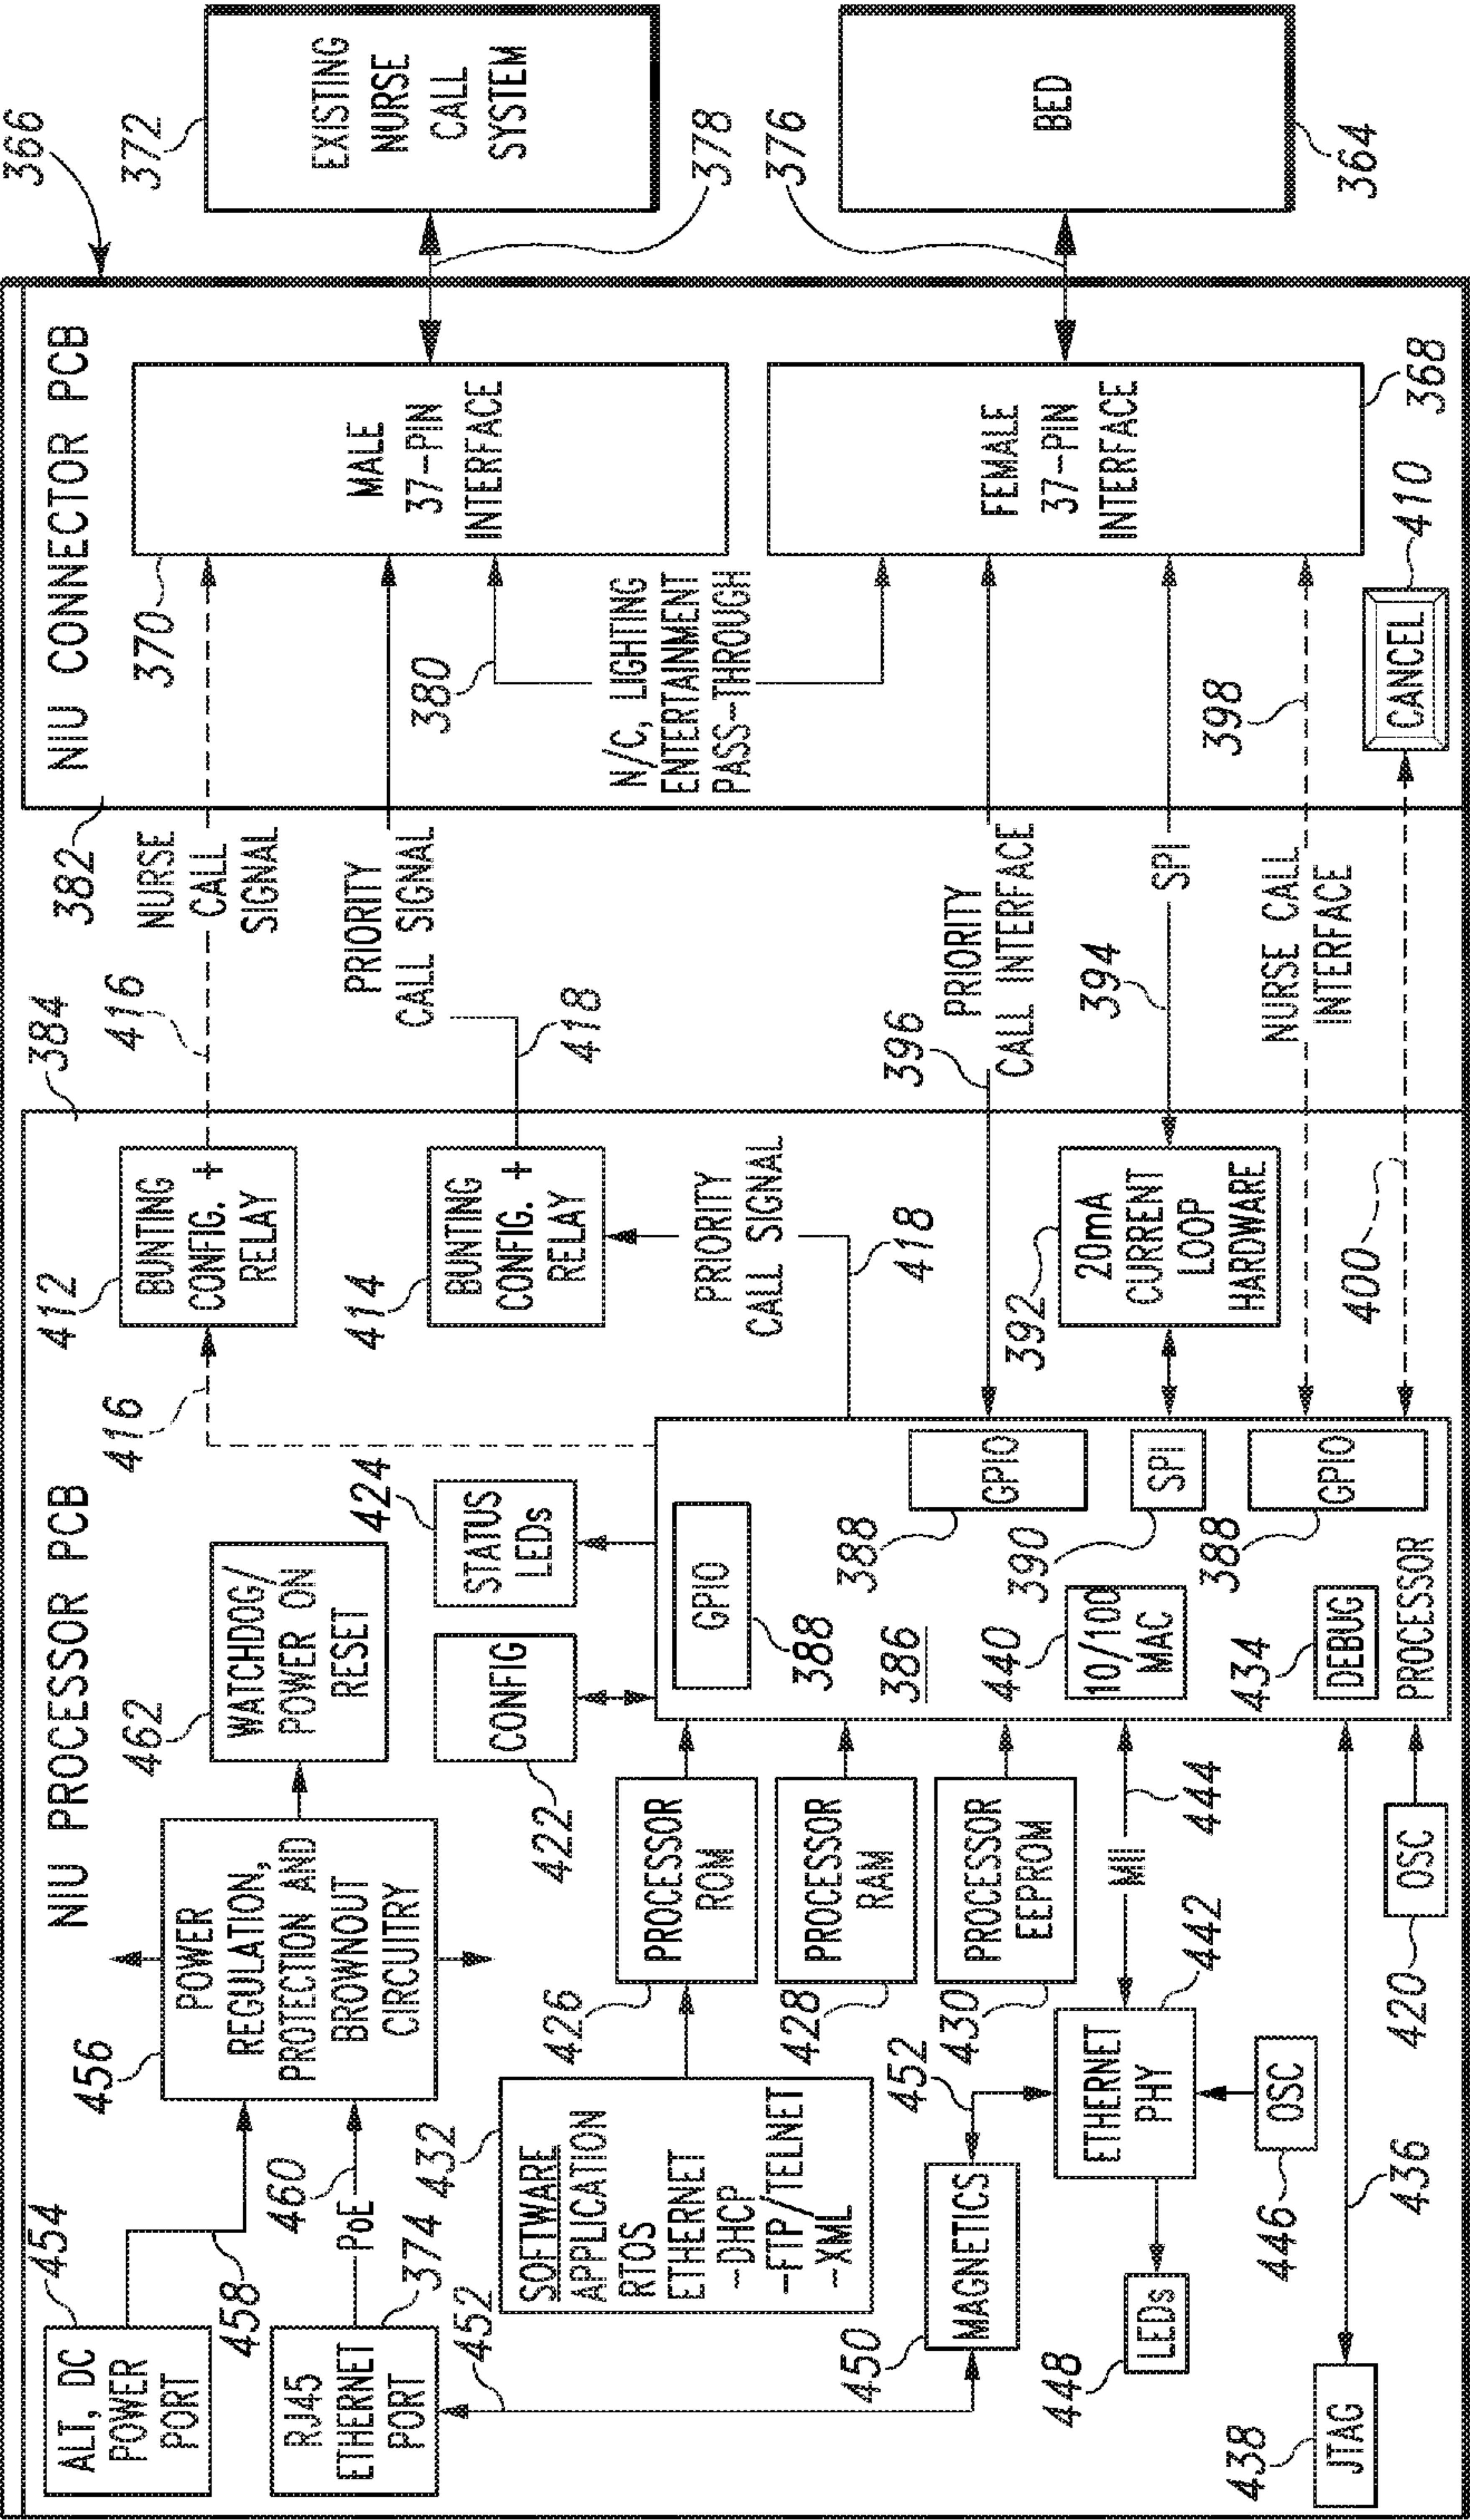 NIU PROCESSOR PCB
384
NIU CONNECTOR PCB
382
366
454
ALT, DC
POWER
PORT
458
456
POWER
REGULATION,
PROTECTION AND
BROWNOUT
CIRCUITRY
462
WATCHDOG/
POWER ON
RESET
416
412
BUNTING
CONFIG. +
RELAY
416
NURSE
CALL
SIGNAL
370
MALE
37-PIN
INTERFACE
372
EXISTING
NURSE
CALL
SYSTEM
378
RJ45
ETHERNET
PORT
374
PoE
460
422
CONFIG
424
STATUS
LEDs
414
BUNTING
CONFIG. +
RELAY
418
PRIORITY
CALL SIGNAL
380
N/C, LIGHTING
ENTERTAINMENT
PASS-THROUGH
452
432
SOFTWARE
APPLICATION
RTOS
ETHERNET
-DHCP
-FTP/TELNET
-XML
426
PROCESSOR
ROM
428
PROCESSOR
RAM
430
PROCESSOR
EEPROM
GPIO
388
386
PRIORITY
CALL SIGNAL
418
388
GPIO
396
PRIORITY
CALL INTERFACE
FEMALE
37-PIN
INTERFACE
368
376
BED
364
450
MAGNETICS
452
ETHERNET
PHY
442
MII
444
440
10/100
MAC
390
SPI
392
20mA
CURRENT
LOOP
HARDWARE
394
SPI
448
LEDs
446
OSC
434
DEBUG
388
GPIO
PROCESSOR
NURSE CALL
INTERFACE
398
438
JTAG
436
420
OSC
400
CANCEL
410